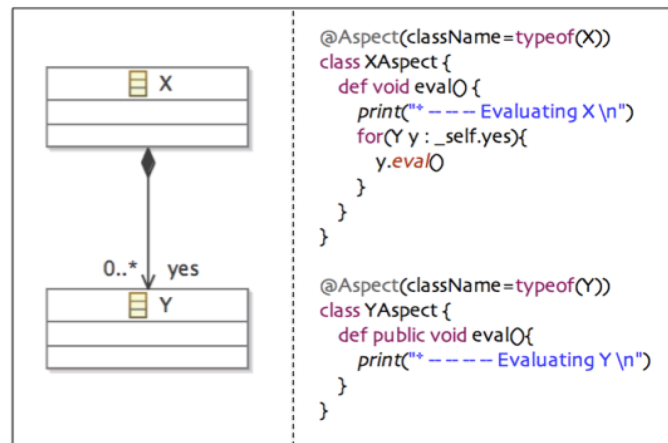 X
0..* yes
Y
@Aspect(className=typeof(X))
class XAspect {
def void eval() {
print("* -- -- -- Evaluating X \n")
for(Y y : _self.yes){
y.eval()
}
}
}
@Aspect(className=typeof(Y))
class YAspect {
def public void eval(){
print("* -- -- -- -- Evaluating Y \n")
}
}